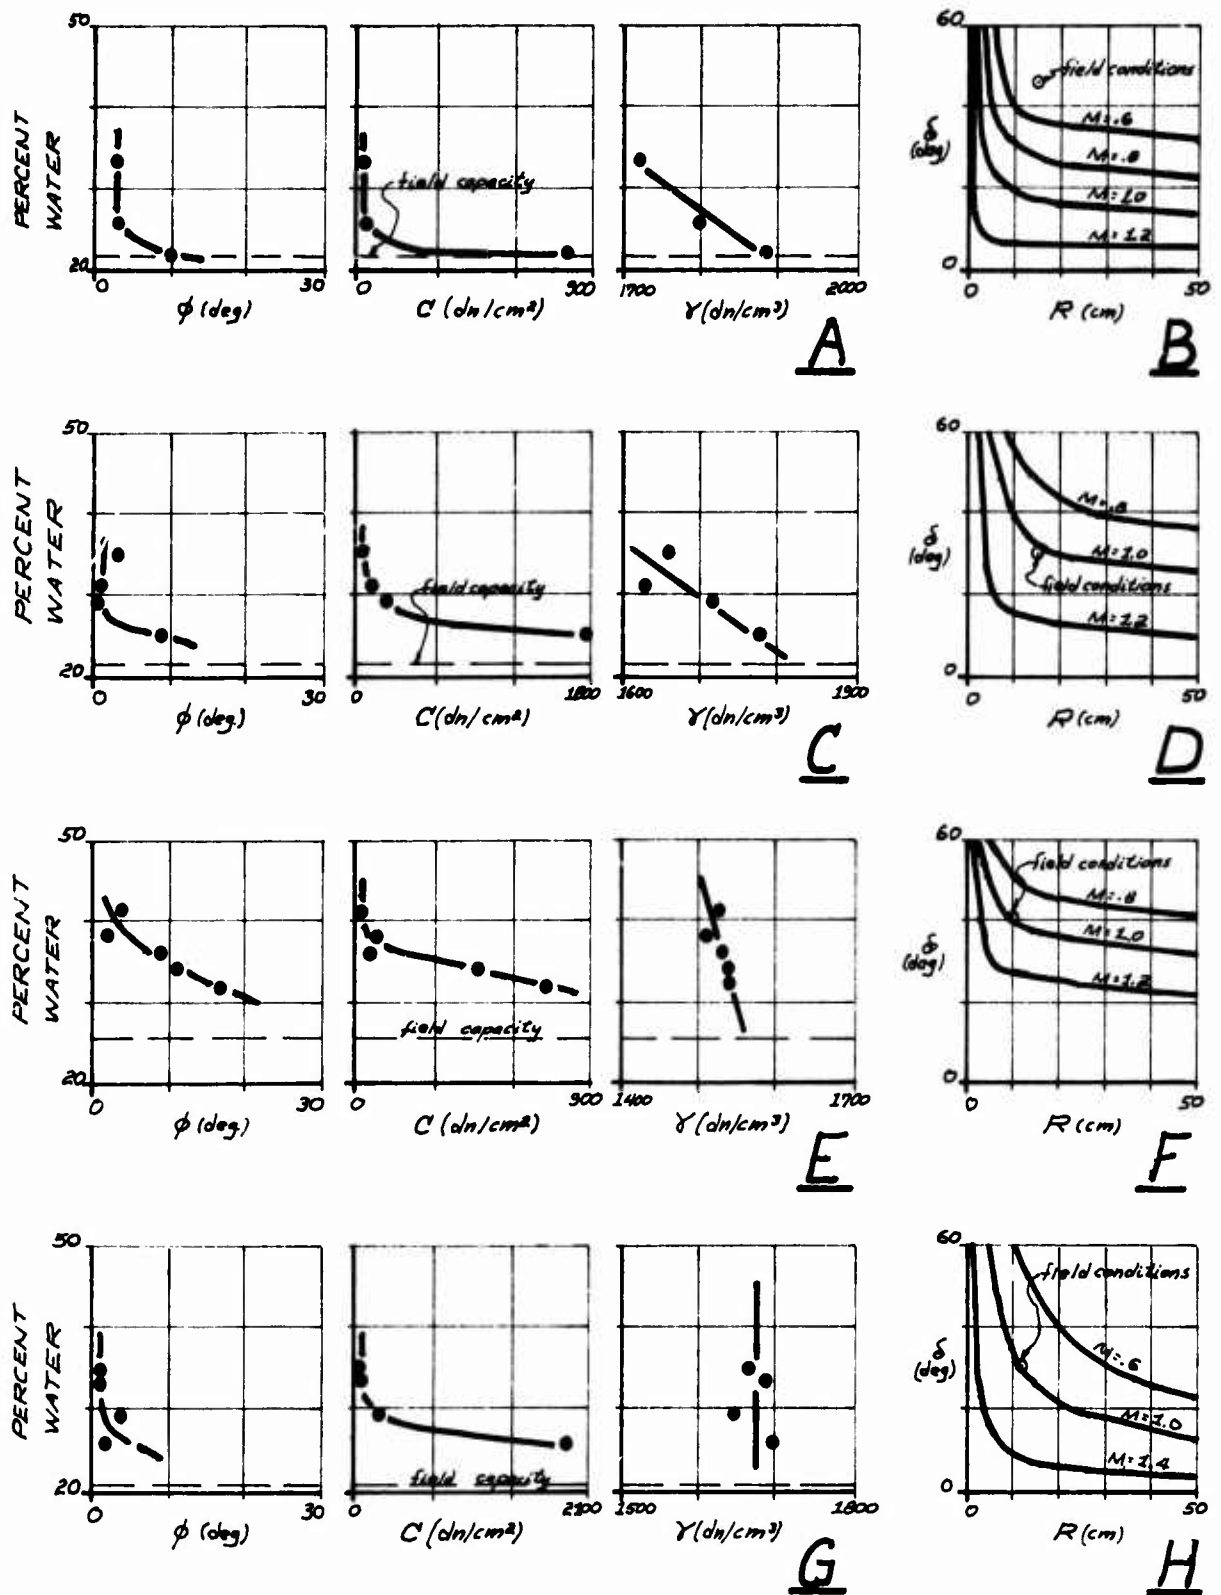 50 60
PERCENT WATER
field capacity
field conditions
δ (deg)
M=.6
M=.8
M=1.0
M=1.2
20 0
0 30 0 900 1700 2000 0 50
φ (deg) C (dn/cm²) γ (dn/cm³) R (cm)
A B
50 60
PERCENT WATER
field capacity
δ (deg)
M=.8
M=1.0
field conditions
M=1.2
20 0
0 30 0 1800 1600 1900 0 50
φ (deg.) C (dn/cm²) γ (dn/cm³) R (cm)
C D
50 60
PERCENT WATER
field conditions
δ (deg)
M=.8
M=1.0
M=1.2
field capacity
20 0
0 30 0 900 1400 1700 0 50
φ (deg.) C (dn/cm²) γ (dn/cm³) R (cm)
E F
50 60
PERCENT WATER
field conditions
δ (deg)
M=.6
M=1.0
M=1.4
field capacity
20 0
0 30 0 2100 1500 1800 0 50
φ (deg) C (dn/cm²) γ (dn/cm³) R (cm)
G H